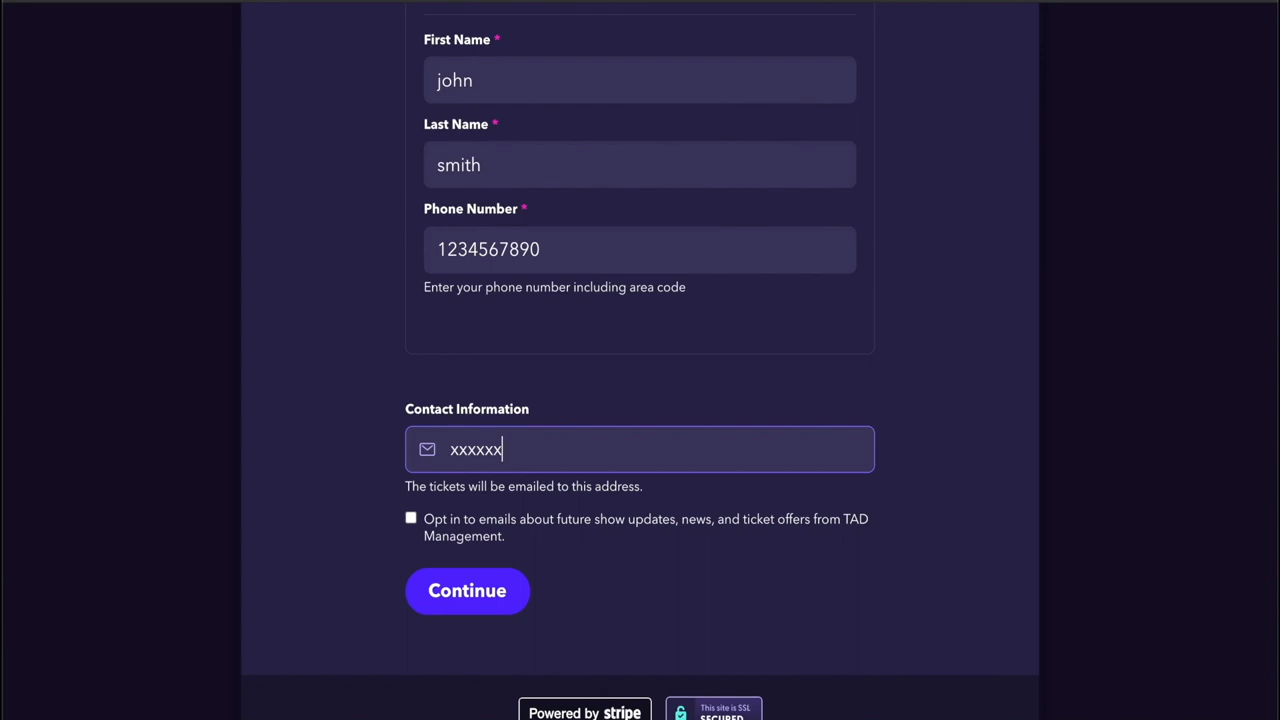 First Name *
john
Last Name *
smith
Phone Number *
1234567890
Enter your phone number including area code
Contact Information
xxxxxx
The tickets will be emailed to this address.
Opt in to emails about future show updates, news, and ticket offers from TAD
Management.
Continue
Powered by stripe
This site is SSL
SECURED